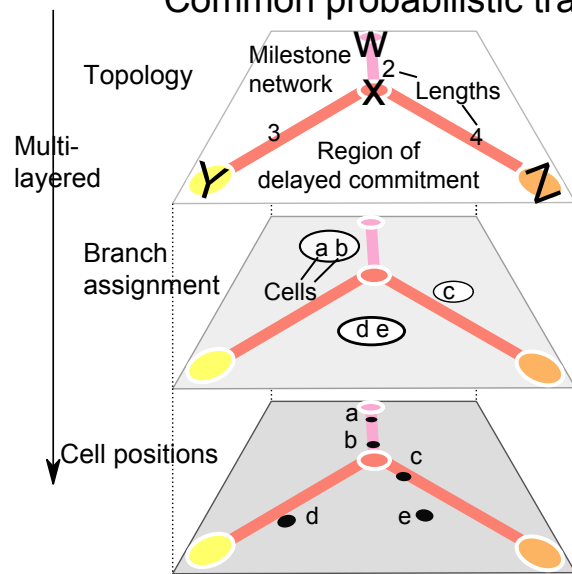 Common probabilistic tra
Topology
Milestone
network
W
2
Lengths
X
3
4
Multi-
layered
Y
Region of
delayed commitment
Z
Branch
assignment
a b
Cells
c
d e
Cell positions
a
b
c
d
e